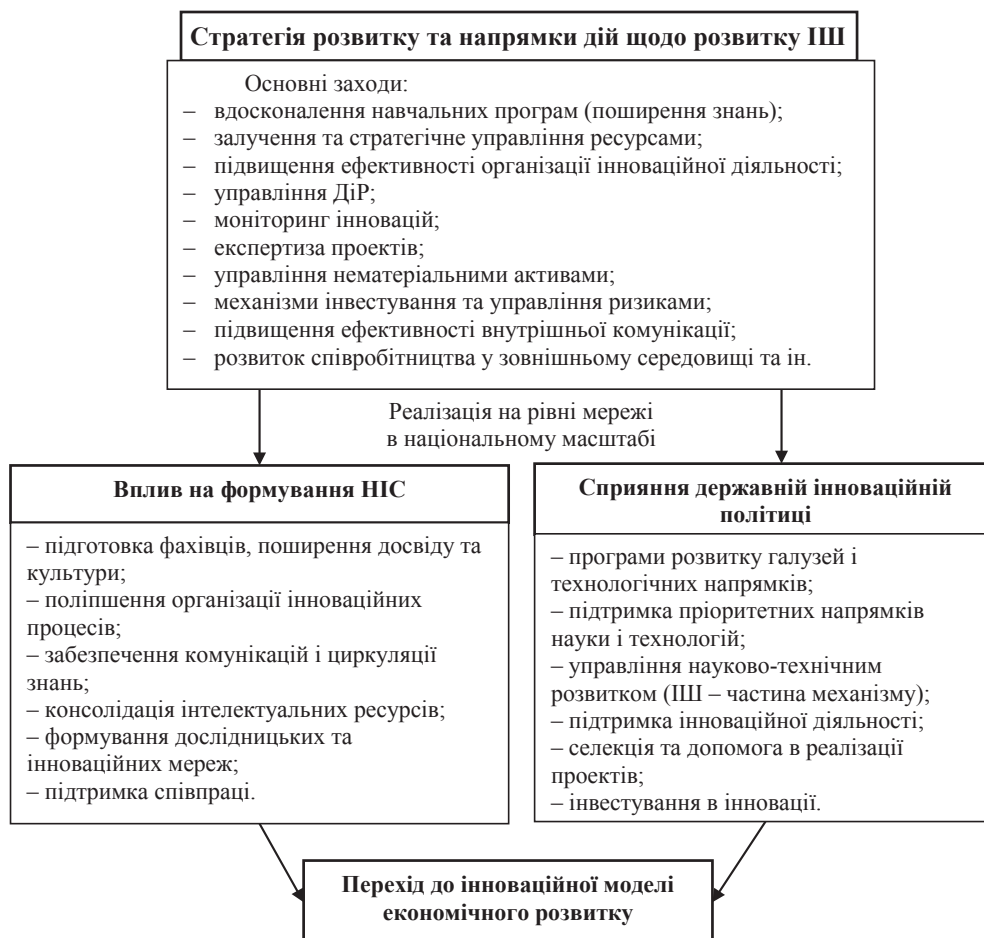 Стратегія розвитку та напрямки дій щодо розвитку ІШ
Основні заходи:
– вдосконалення навчальних програм (поширення знань);
– залучення та стратегічне управління ресурсами;
– підвищення ефективності організації інноваційної діяльності;
– управління ДіР;
– моніторинг інновацій;
– експертиза проектів;
– управління нематеріальними активами;
– механізми інвестування та управління ризиками;
– підвищення ефективності внутрішньої комунікації;
– розвиток співробітництва у зовнішньому середовищі та ін.
Реалізація на рівні мережі
в національному масштабі
Вплив на формування НІС
– підготовка фахівців, поширення досвіду та
культури;
– поліпшення організації інноваційних
процесів;
– забезпечення комунікацій і циркуляції
знань;
– консолідація інтелектуальних ресурсів;
– формування дослідницьких та
інноваційних мереж;
– підтримка співпраці.
Сприяння державній інноваційній
політиці
– програми розвитку галузей і
технологічних напрямків;
– підтримка пріоритетних напрямків
науки і технологій;
– управління науково-технічним
розвитком (ІШ – частина механізму);
– підтримка інноваційної діяльності;
– селекція та допомога в реалізації
проектів;
– інвестування в інновації.
Перехід до інноваційної моделі
економічного розвитку